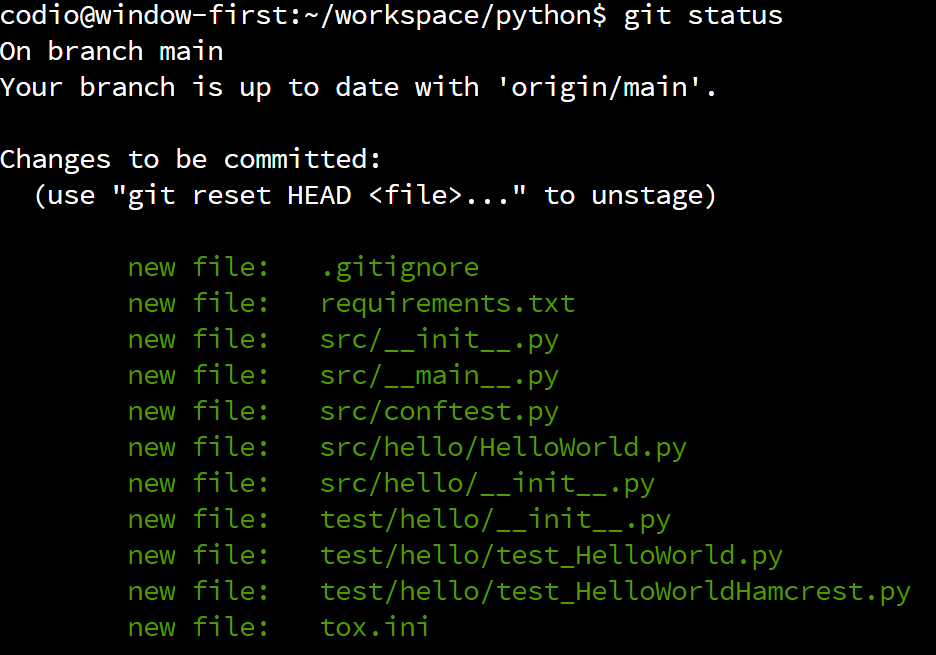 codio@window-first:~/workspace/python$ git status
On branch main
Your branch is up to date with 'origin/main'.
Changes to be committed:
(use "git reset HEAD <file>..." to unstage)
new file: .gitignore
new file: requirements.txt
new file: src/__init__.py
new file: src/__main__.py
new file: src/conftest.py
new file: src/hello/HelloWorld.py
new file: src/hello/__init__.py
new file: test/hello/__init__.py
new file: test/hello/test_HelloWorld.py
new file: test/hello/test_HelloWorldHamcrest.py
new file: tox.ini